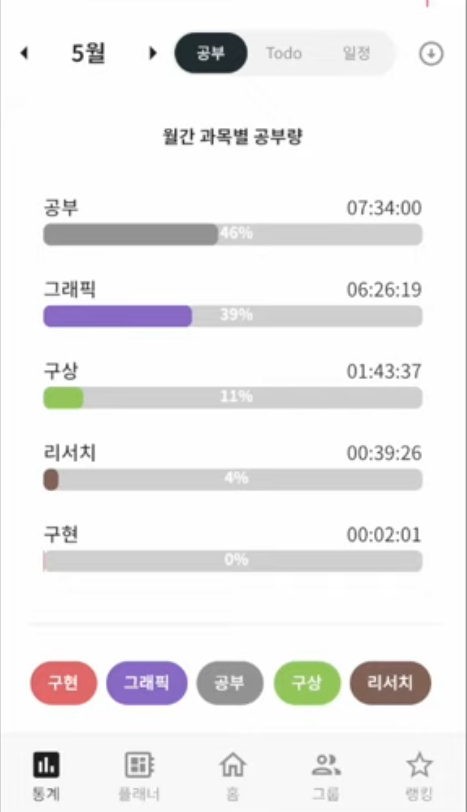 5월 공부 Todo 일정
월간 과목별 공부량
공부 07:34:00
46%
그래픽 06:26:19
39%
구상 01:43:37
11%
리서치 00:39:26
4%
구현 00:02:01
0%
구현 그래픽 공부 구상 리서치
통계 플래너 홈 그룹 랭킹